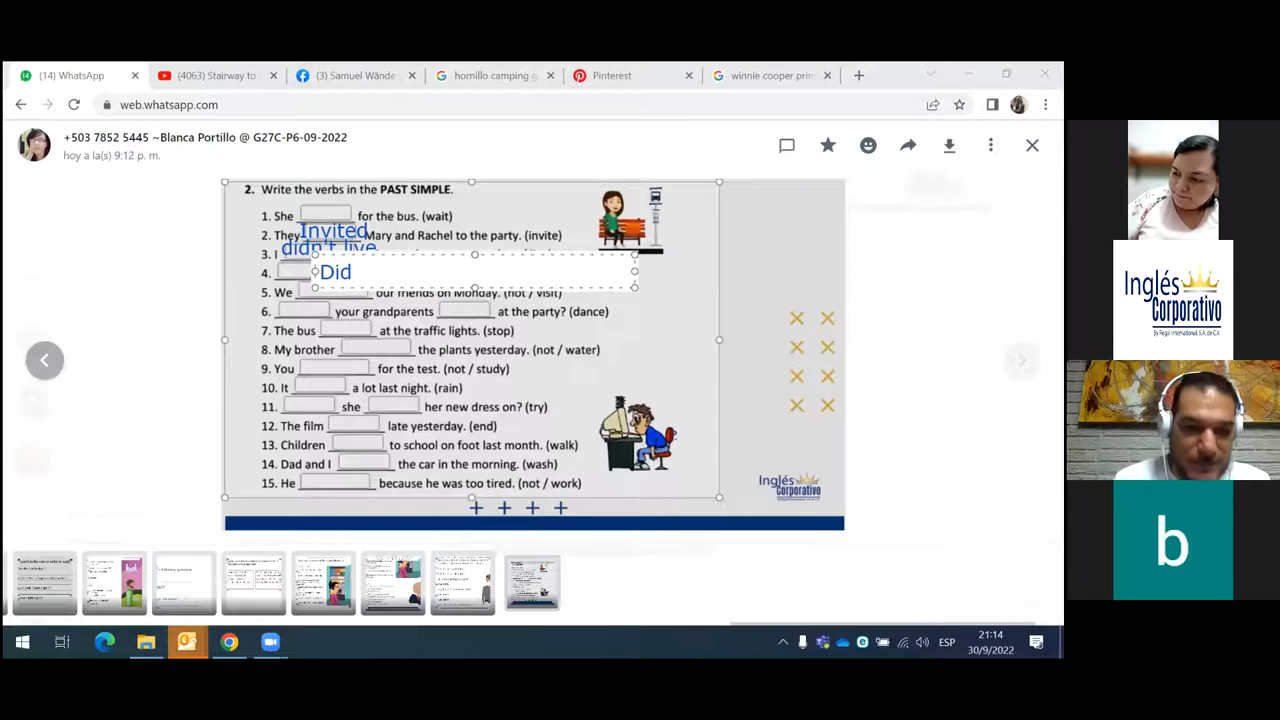 (14) WhatsApp
(4063) Stairway to
(3) Samuel Wände
homillo camping g
Pinterest
winnie cooper prim
web.whatsapp.com
+503 7852 5445 ~Blanca Portillo @ G27C-P6-09-2022
hoy a la(s) 9:12 p. m.
2. Write the verbs in the PAST SIMPLE.
1. She for the bus. (wait)
2. They Invited Mary and Rachel to the party. (invite)
3. I didn't live
4. Did
5. We our friends on Monday. (not / visit)
6. your grandparents at the party? (dance)
7. The bus at the traffic lights. (stop)
8. My brother the plants yesterday. (not / water)
9. You for the test. (not / study)
10. It a lot last night. (rain)
11. she her new dress on? (try)
12. The film late yesterday. (end)
13. Children to school on foot last month. (walk)
14. Dad and I the car in the morning. (wash)
15. He because he was too tired. (not / work)
Inglés
Corporativo
ESP
21:14
30/9/2022
Inglés
Corporativo
By Regal International, S.A. de C.V.
b